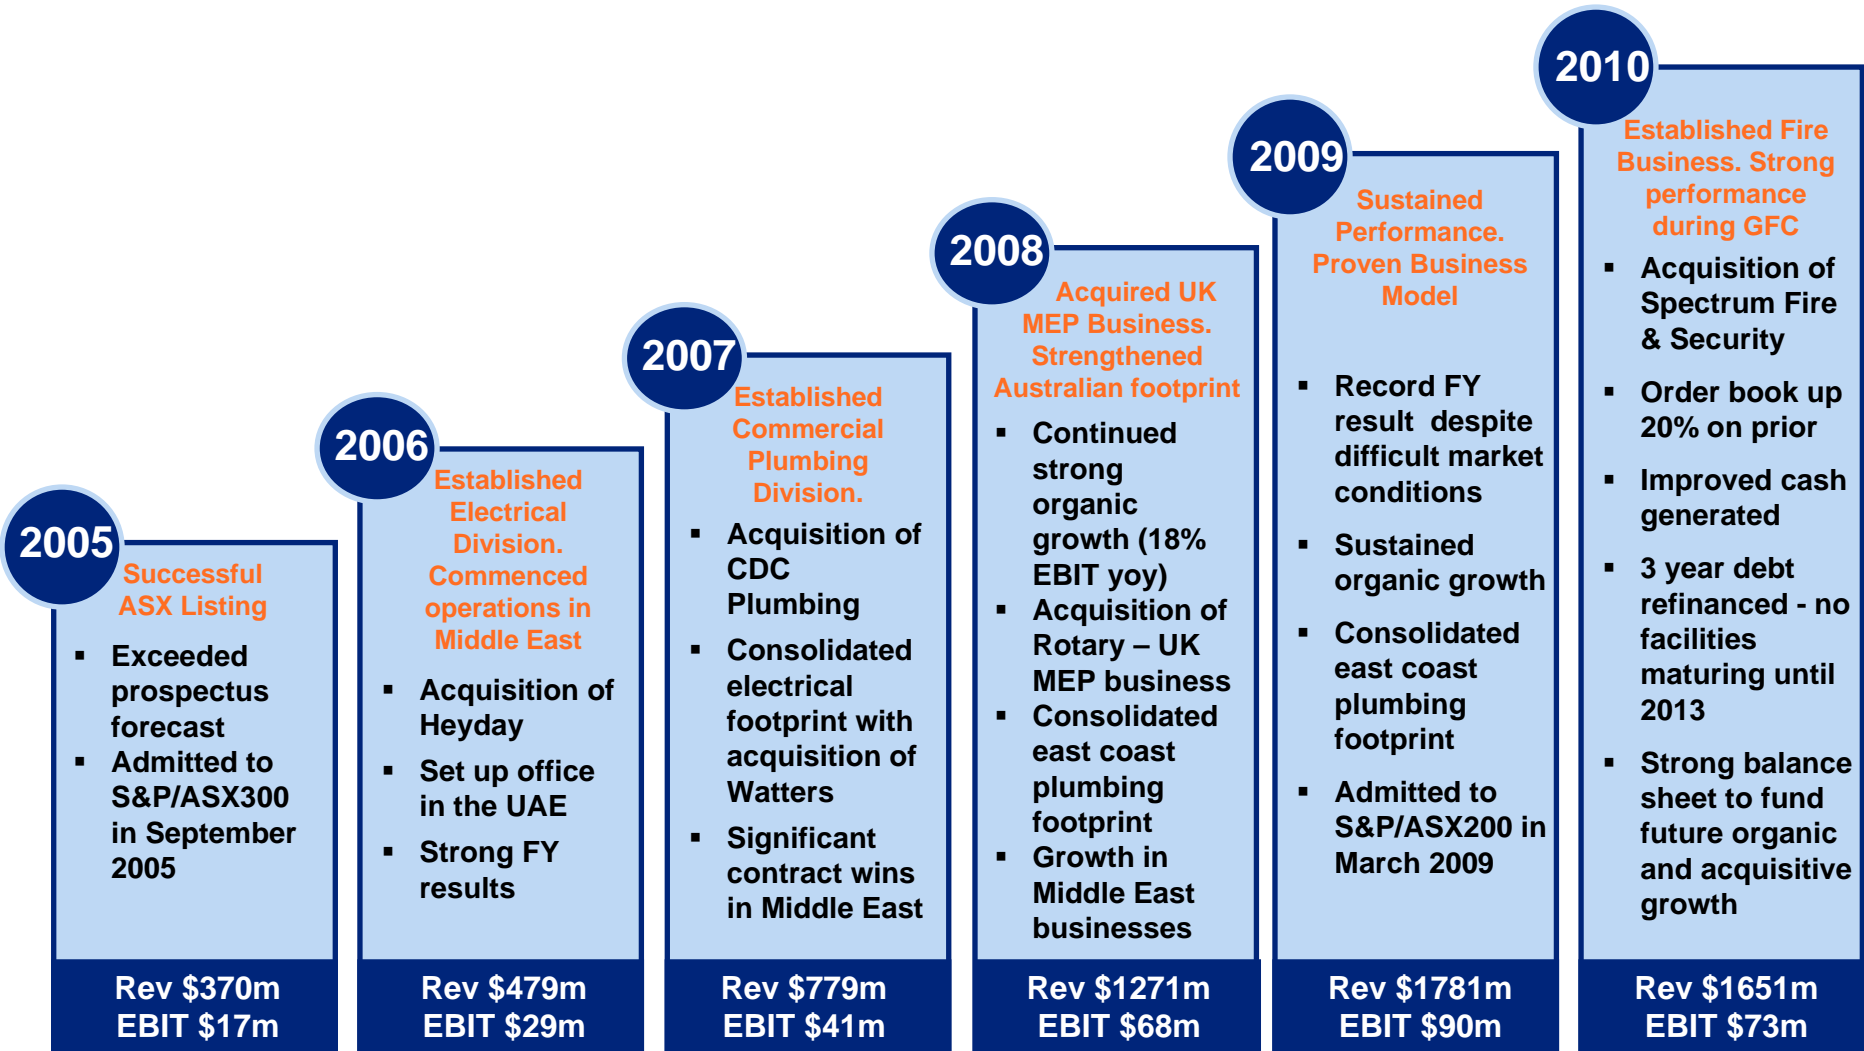 2005
Successful
ASX Listing
▪ Exceeded
prospectus
forecast
▪ Admitted to
S&P/ASX300
in September
2005
Rev $370m
EBIT $17m
2006
Established
Electrical
Division.
Commenced
operations in
Middle East
▪ Acquisition of
Heyday
▪ Set up office
in the UAE
▪ Strong FY
results
Rev $479m
EBIT $29m
2007
Established
Commercial
Plumbing
Division.
▪ Acquisition of
CDC
Plumbing
▪ Consolidated
electrical
footprint with
acquisition of
Watters
▪ Significant
contract wins
in Middle East
Rev $779m
EBIT $41m
2008
Acquired UK
MEP Business.
Strengthened
Australian footprint
▪ Continued
strong
organic
growth (18%
EBIT yoy)
▪ Acquisition of
Rotary – UK
MEP business
▪ Consolidated
east coast
plumbing
footprint
▪ Growth in
Middle East
businesses
Rev $1271m
EBIT $68m
2009
Sustained
Performance.
Proven Business
Model
▪ Record FY
result despite
difficult market
conditions
▪ Sustained
organic growth
▪ Consolidated
east coast
plumbing
footprint
▪ Admitted to
S&P/ASX200 in
March 2009
Rev $1781m
EBIT $90m
2010
Established Fire
Business. Strong
performance
during GFC
▪ Acquisition of
Spectrum Fire
& Security
▪ Order book up
20% on prior
▪ Improved cash
generated
▪ 3 year debt
refinanced - no
facilities
maturing until
2013
▪ Strong balance
sheet to fund
future organic
and acquisitive
growth
Rev $1651m
EBIT $73m